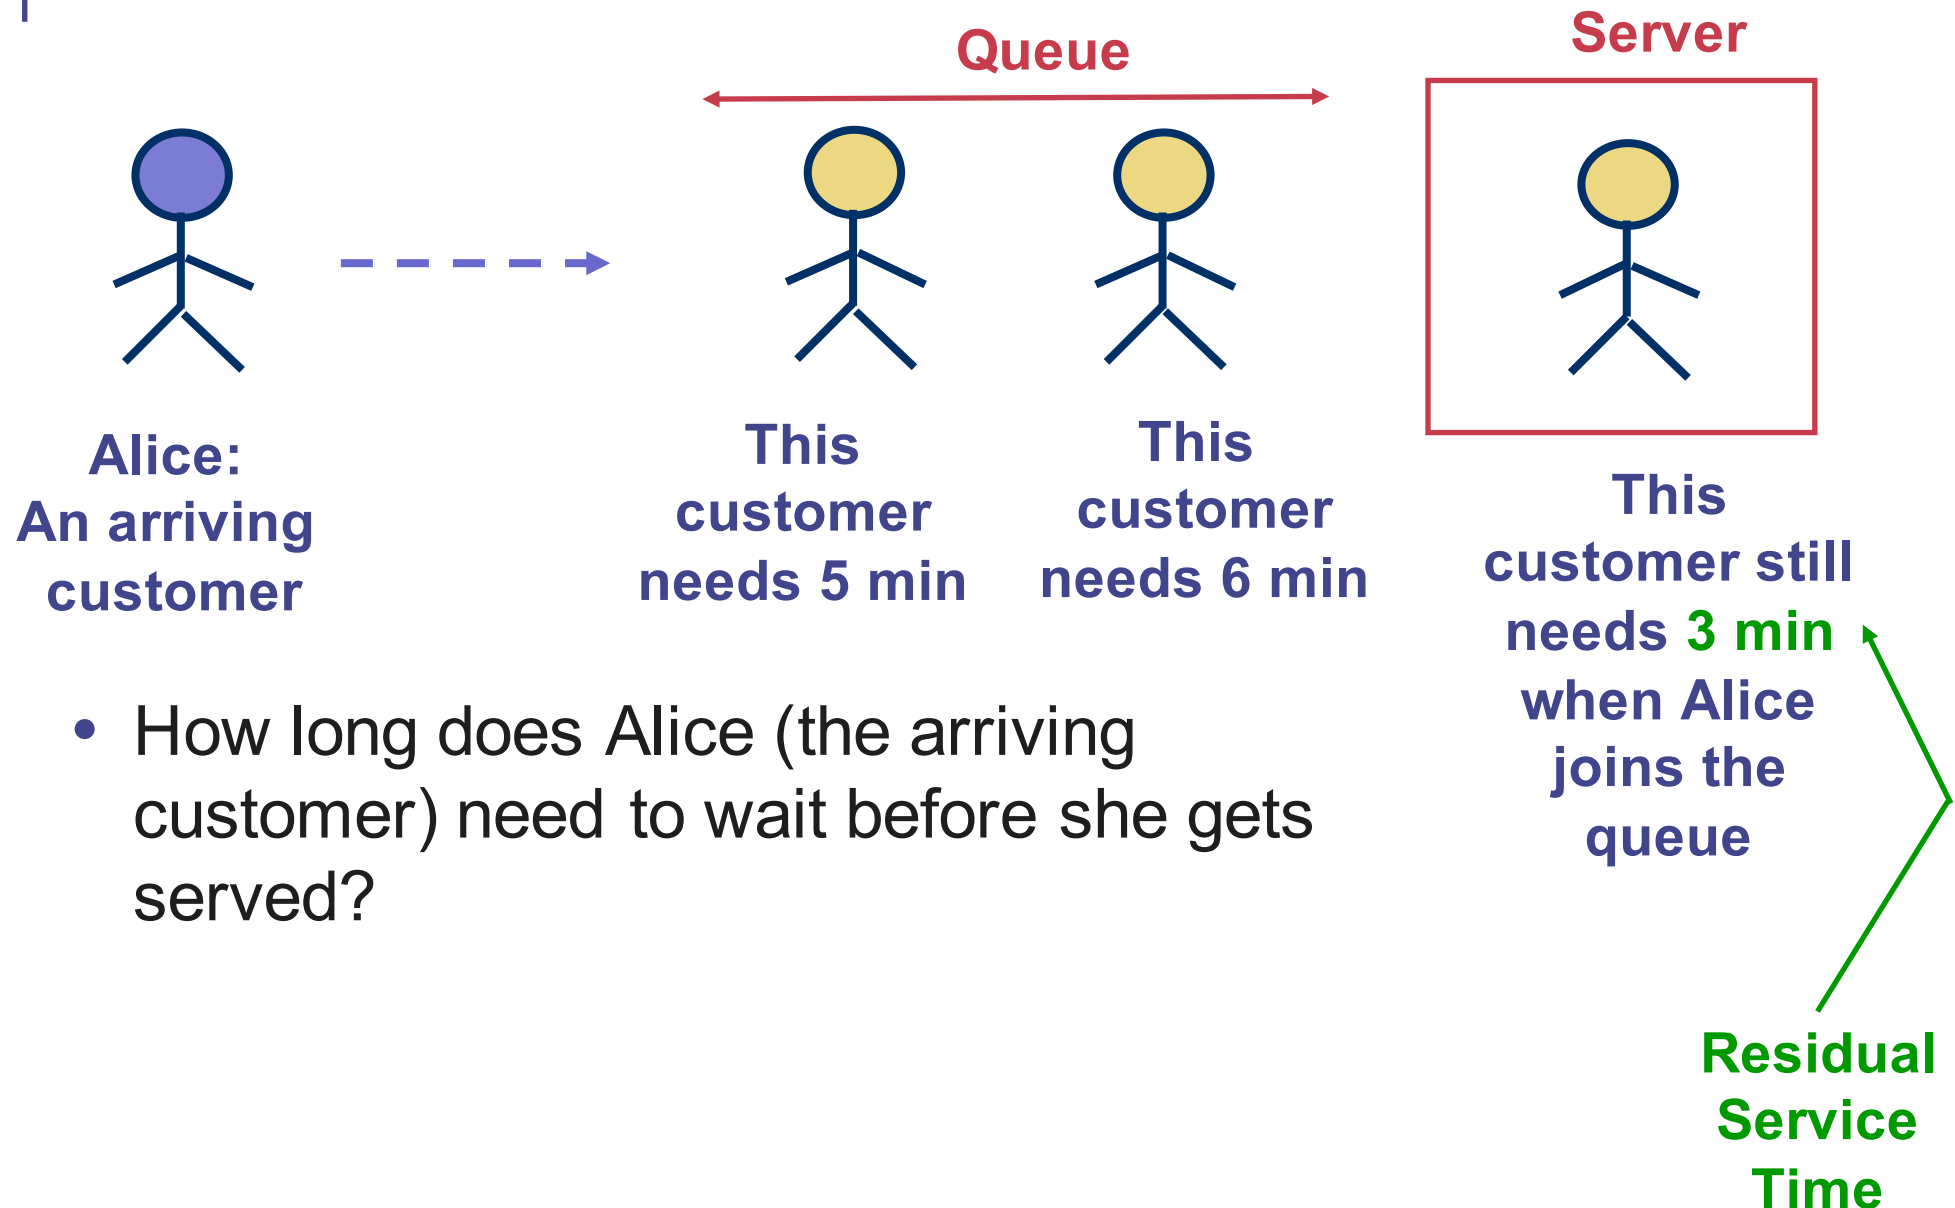 Queue
Server
Alice:
An arriving
customer
This
customer
needs 5 min
This
customer
needs 6 min
This
customer still
needs 3 min
when Alice
joins the
queue
• How long does Alice (the arriving
customer) need to wait before she gets
served?
Residual
Service
Time